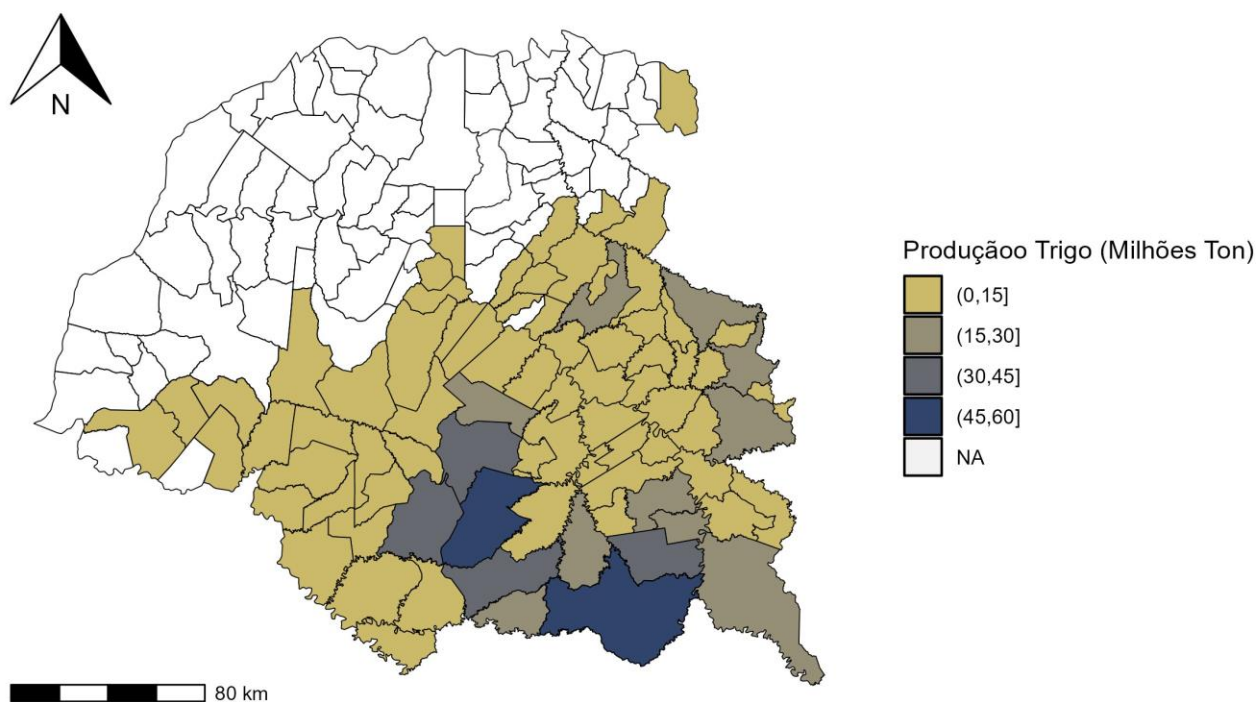 N
Produçãoo Trigo (Milhões Ton)
(0,15]
(15,30]
(30,45]
(45,60]
NA
80 km